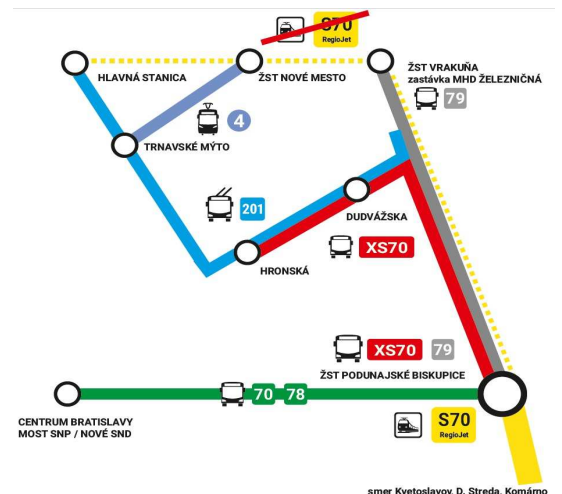 S70
RegioJet
HLAVNÁ STANICA
ŽST NOVÉ MESTO
ŽST VRAKUŇA
zastávka MHD ŽELEZNIČNÁ
79
4
TRNAVSKÉ MÝTO
201
DUDVÁŽSKA
XS70
HRONSKÁ
XS70 79
ŽST PODUNAJSKÉ BISKUPICE
70 78
CENTRUM BRATISLAVY
MOST SNP / NOVÉ SND
S70
RegioJet
smer Kvetoslavov, D. Streda, Komárno